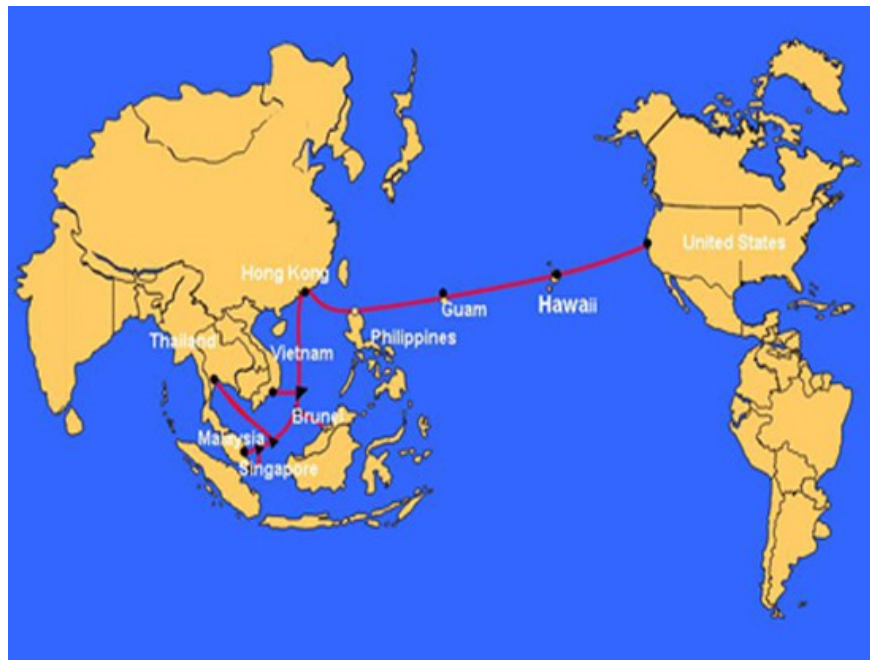 United States
Hong Kong
Hawaii
Guam
Philippines
Thailand
Vietnam
Brunei
Malaysia
Singapore